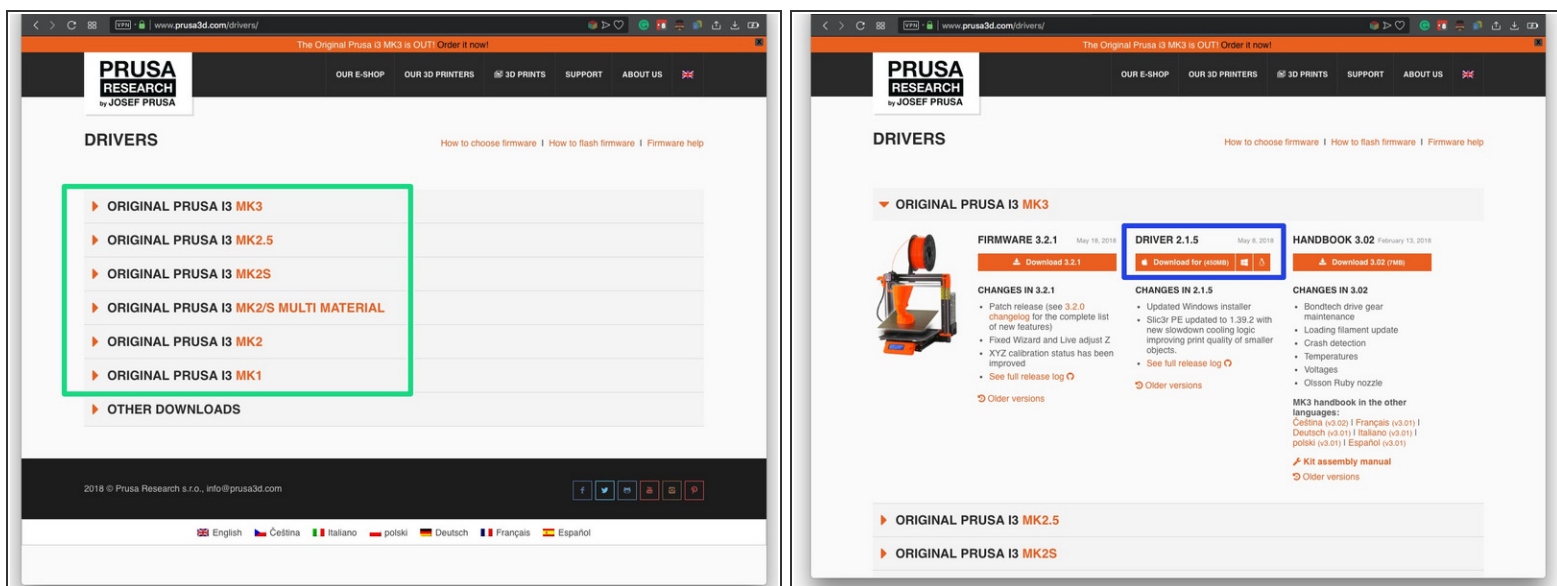 VPN www.prusa3d.com/drivers/
The Original Prusa i3 MK3 is OUT! Order it now! X
PRUSA
RESEARCH
by JOSEF PRUSA
OUR E-SHOP OUR 3D PRINTERS 3D PRINTS SUPPORT ABOUT US
DRIVERS
How to choose firmware | How to flash firmware | Firmware help
ORIGINAL PRUSA I3 MK3
ORIGINAL PRUSA I3 MK2.5
ORIGINAL PRUSA I3 MK2S
ORIGINAL PRUSA I3 MK2/S MULTI MATERIAL
ORIGINAL PRUSA I3 MK2
ORIGINAL PRUSA I3 MK1
OTHER DOWNLOADS
2018 © Prusa Research s.r.o., info@prusa3d.com
English Čeština Italiano polski Deutsch Français Español
VPN www.prusa3d.com/drivers/
The Original Prusa i3 MK3 is OUT! Order it now! X
PRUSA
RESEARCH
by JOSEF PRUSA
OUR E-SHOP OUR 3D PRINTERS 3D PRINTS SUPPORT ABOUT US
DRIVERS
How to choose firmware | How to flash firmware | Firmware help
ORIGINAL PRUSA I3 MK3
FIRMWARE 3.2.1 May 18, 2018
Download 3.2.1
CHANGES IN 3.2.1
• Patch release (see 3.2.0
changelog for the complete list
of new features)
• Fixed Wizard and Live adjust Z
• XYZ calibration status has been
improved
• See full release log
Older versions
DRIVER 2.1.5 May 8, 2018
Download for (450MB)
CHANGES IN 2.1.5
• Updated Windows installer
• Slic3r PE updated to 1.39.2 with
new slowdown cooling logic
improving print quality of smaller
objects.
• See full release log
Older versions
HANDBOOK 3.02 February 13, 2018
Download 3.02 (7MB)
CHANGES IN 3.02
• Bondtech drive gear
maintenance
• Loading filament update
• Crash detection
• Temperatures
• Voltages
• Olsson Ruby nozzle
MK3 handbook in the other
languages:
Čeština (v3.02) | Français (v3.01) |
Deutsch (v3.01) | Italiano (v3.01) |
polski (v3.01) | Español (v3.01)
Kit assembly manual
Older versions
ORIGINAL PRUSA I3 MK2.5
ORIGINAL PRUSA I3 MK2S